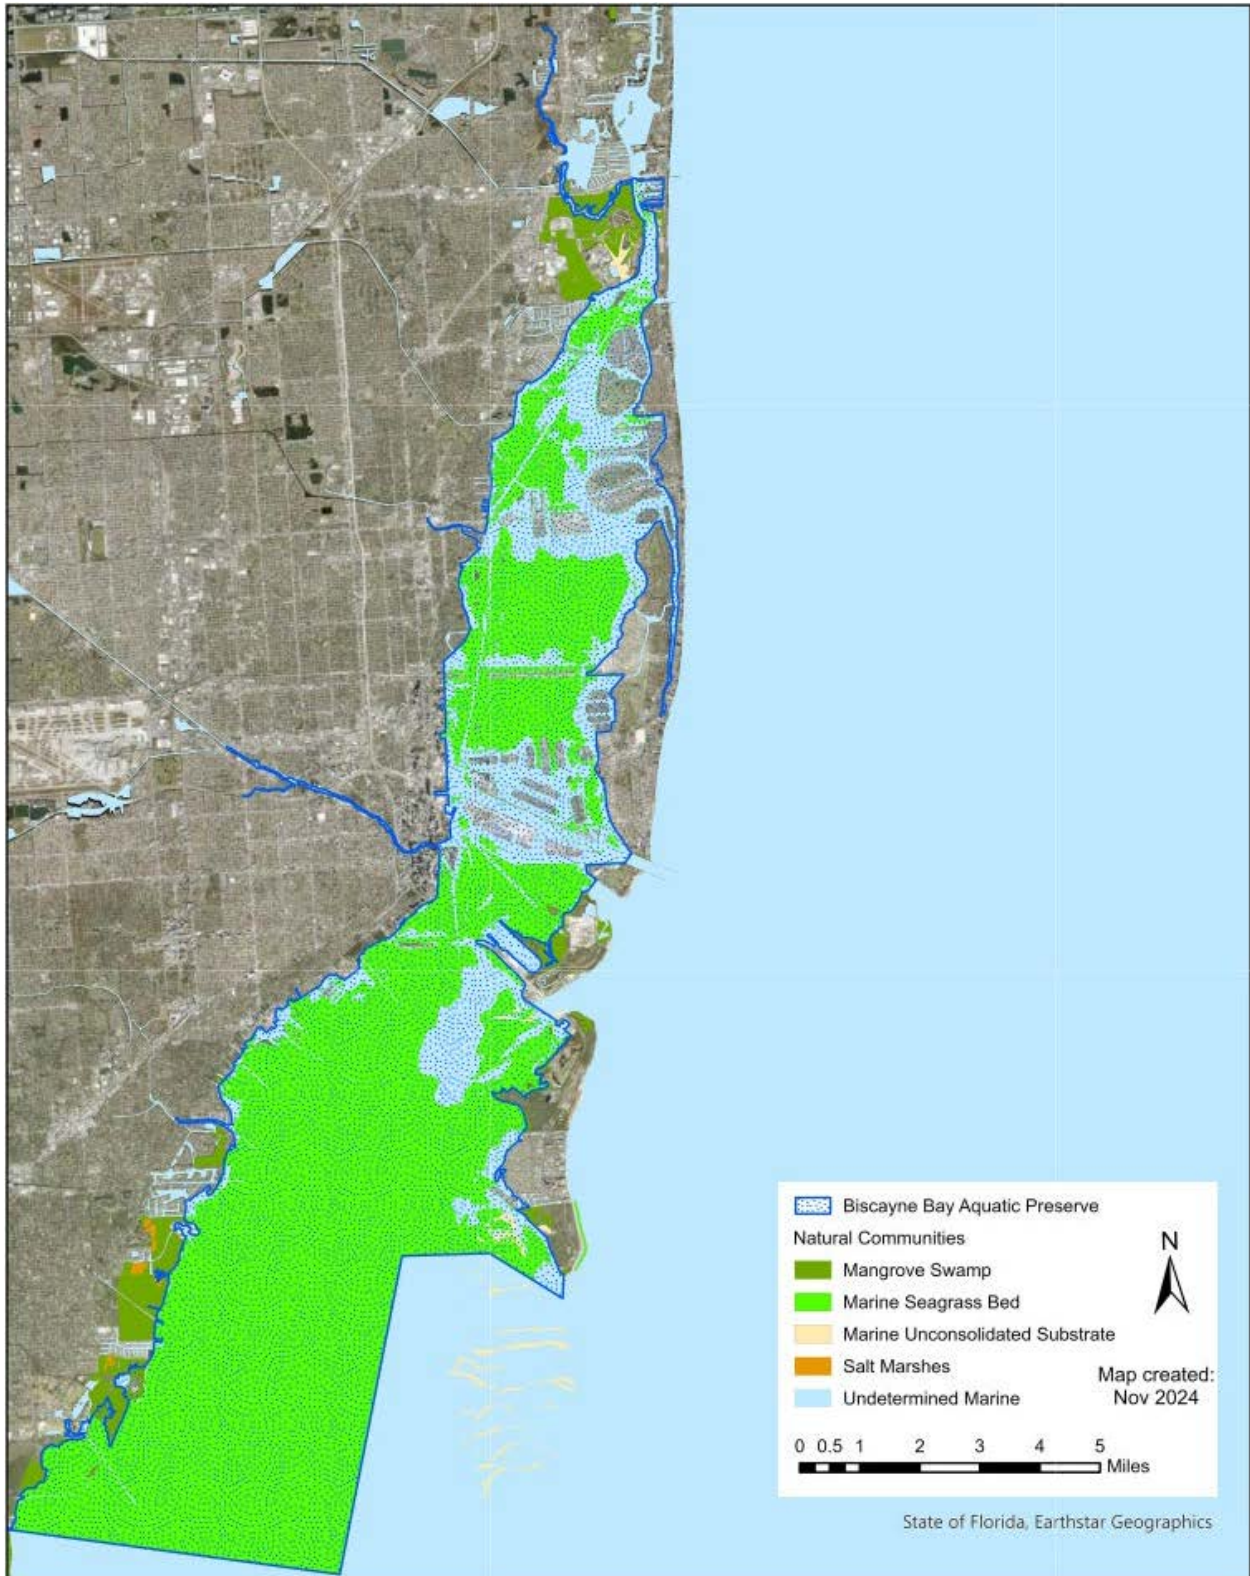 Biscayne Bay Aquatic Preserve
Natural Communities
N
Mangrove Swamp
Marine Seagrass Bed
Marine Unconsolidated Substrate
Salt Marshes
Map created:
Undetermined Marine
Nov 2024
0 0.5 1 2 3 4 5
Miles
State of Florida, Earthstar Geographics